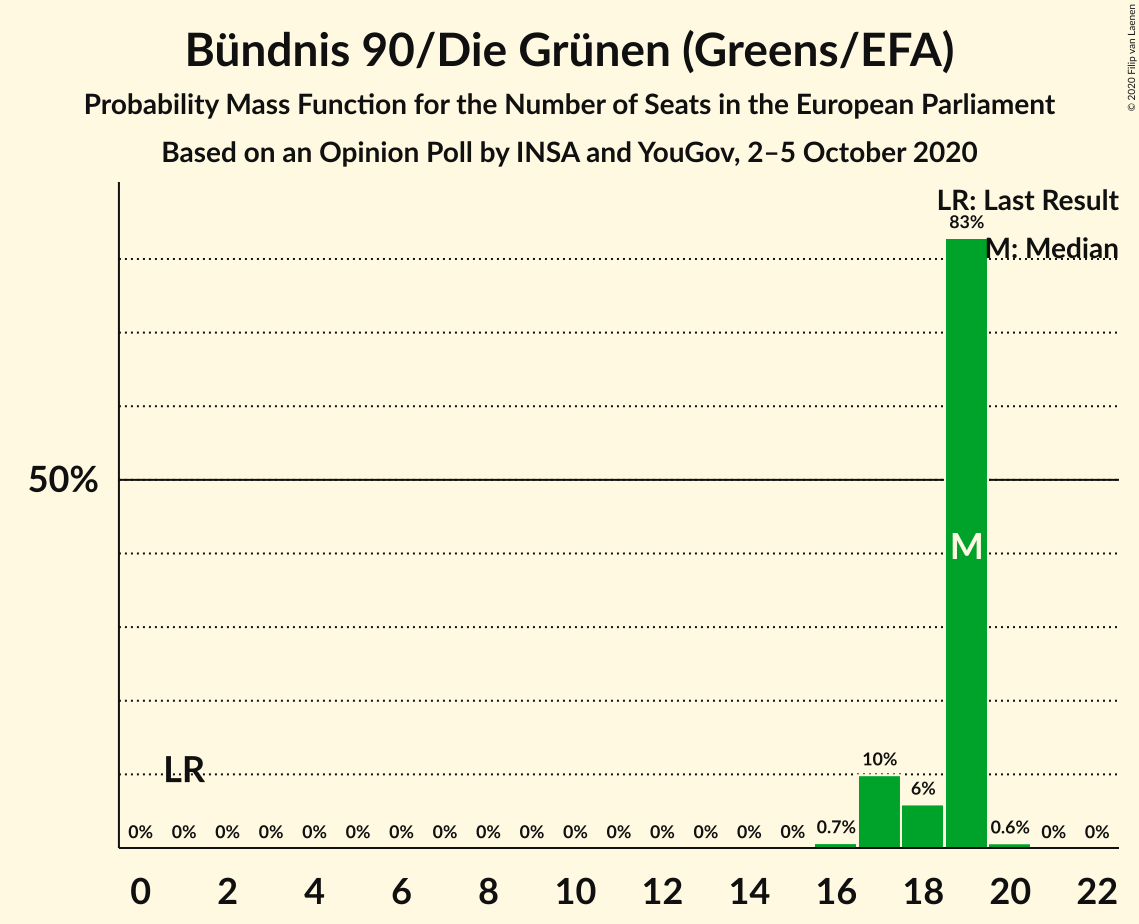 Bündnis 90/Die Grünen (Greens/EFA)
Probability Mass Function for the Number of Seats in the European Parliament
Based on an Opinion Poll by INSA and YouGov, 2–5 October 2020
© 2020 Filip van Laenen
LR: Last Result
83%
M: Median
50%
M
LR
10%
6%
0% 0% 0% 0% 0% 0% 0% 0% 0% 0% 0% 0% 0% 0% 0% 0% 0.7% 0.6% 0% 0%
0 2 4 6 8 10 12 14 16 18 20 22